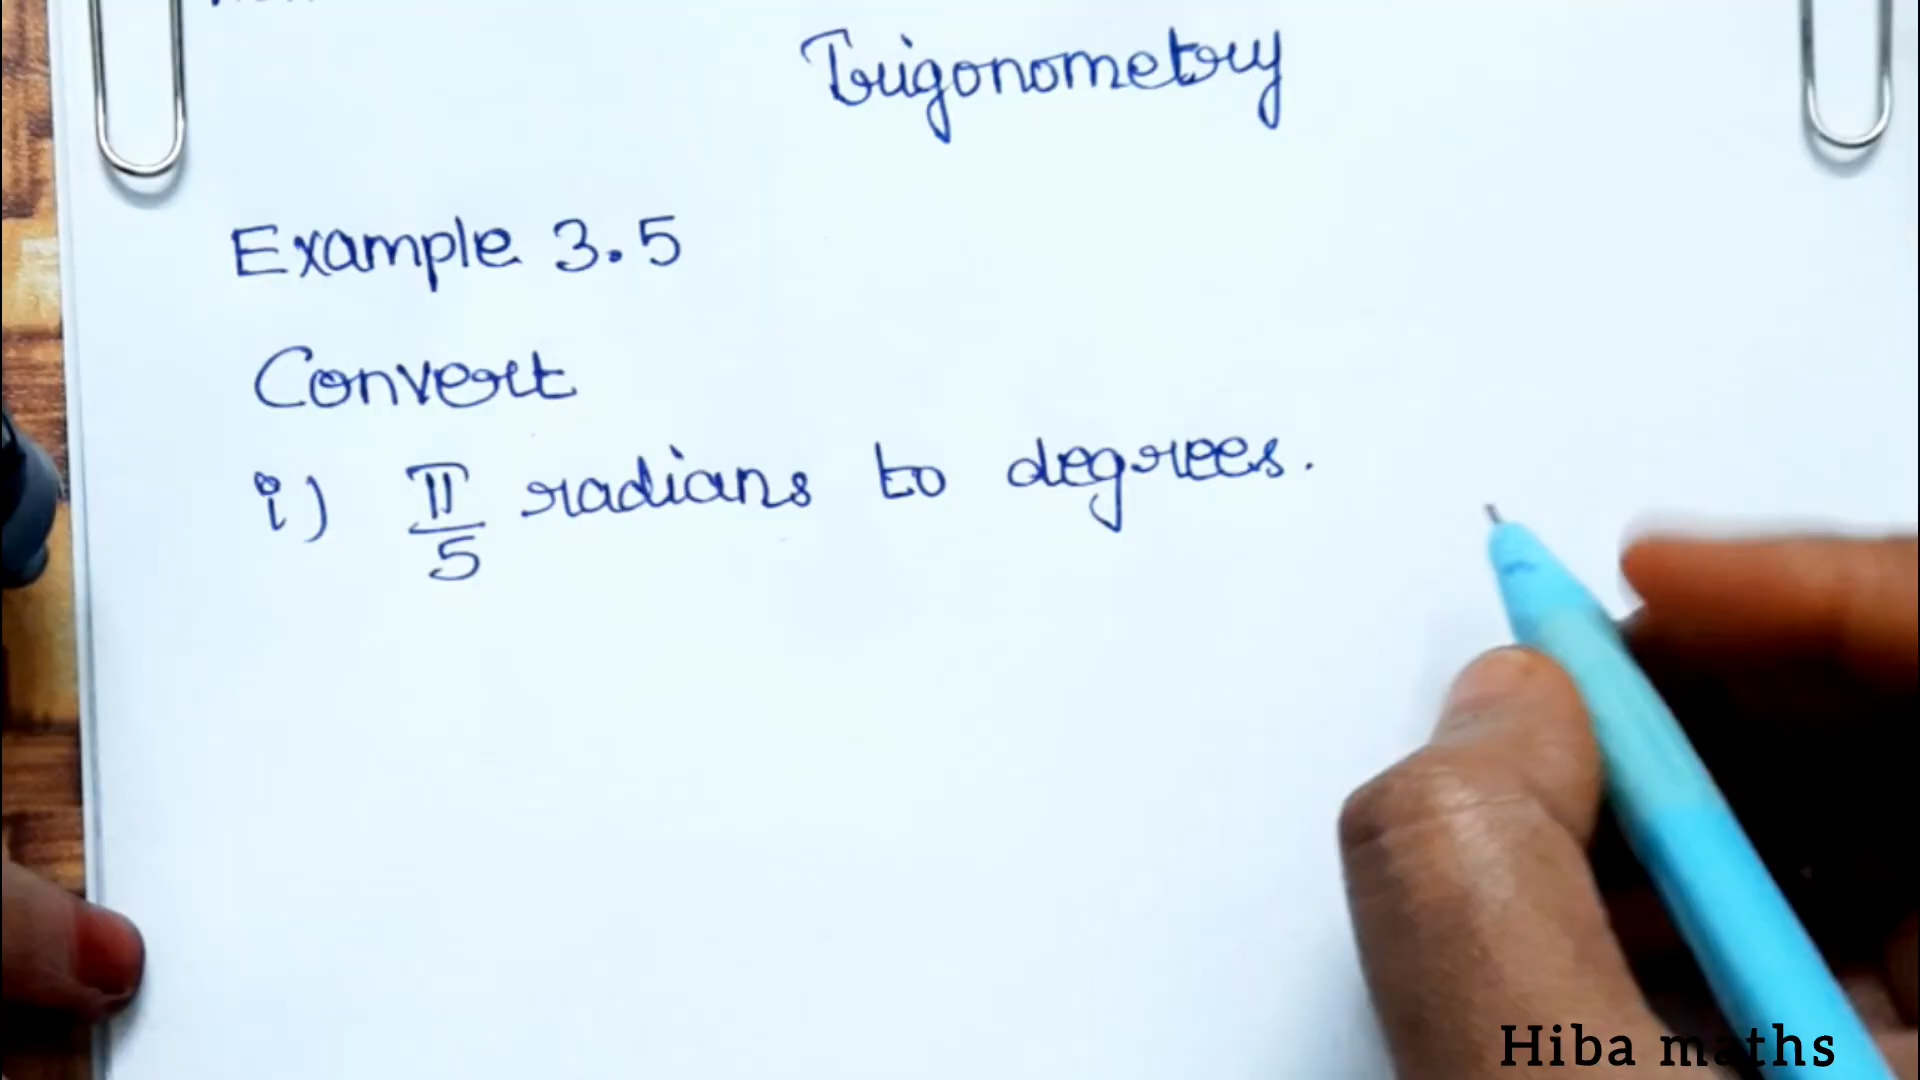 Trigonometry
Example 3.5
Convert
i) π/5 radians to degrees.
Hiba maths